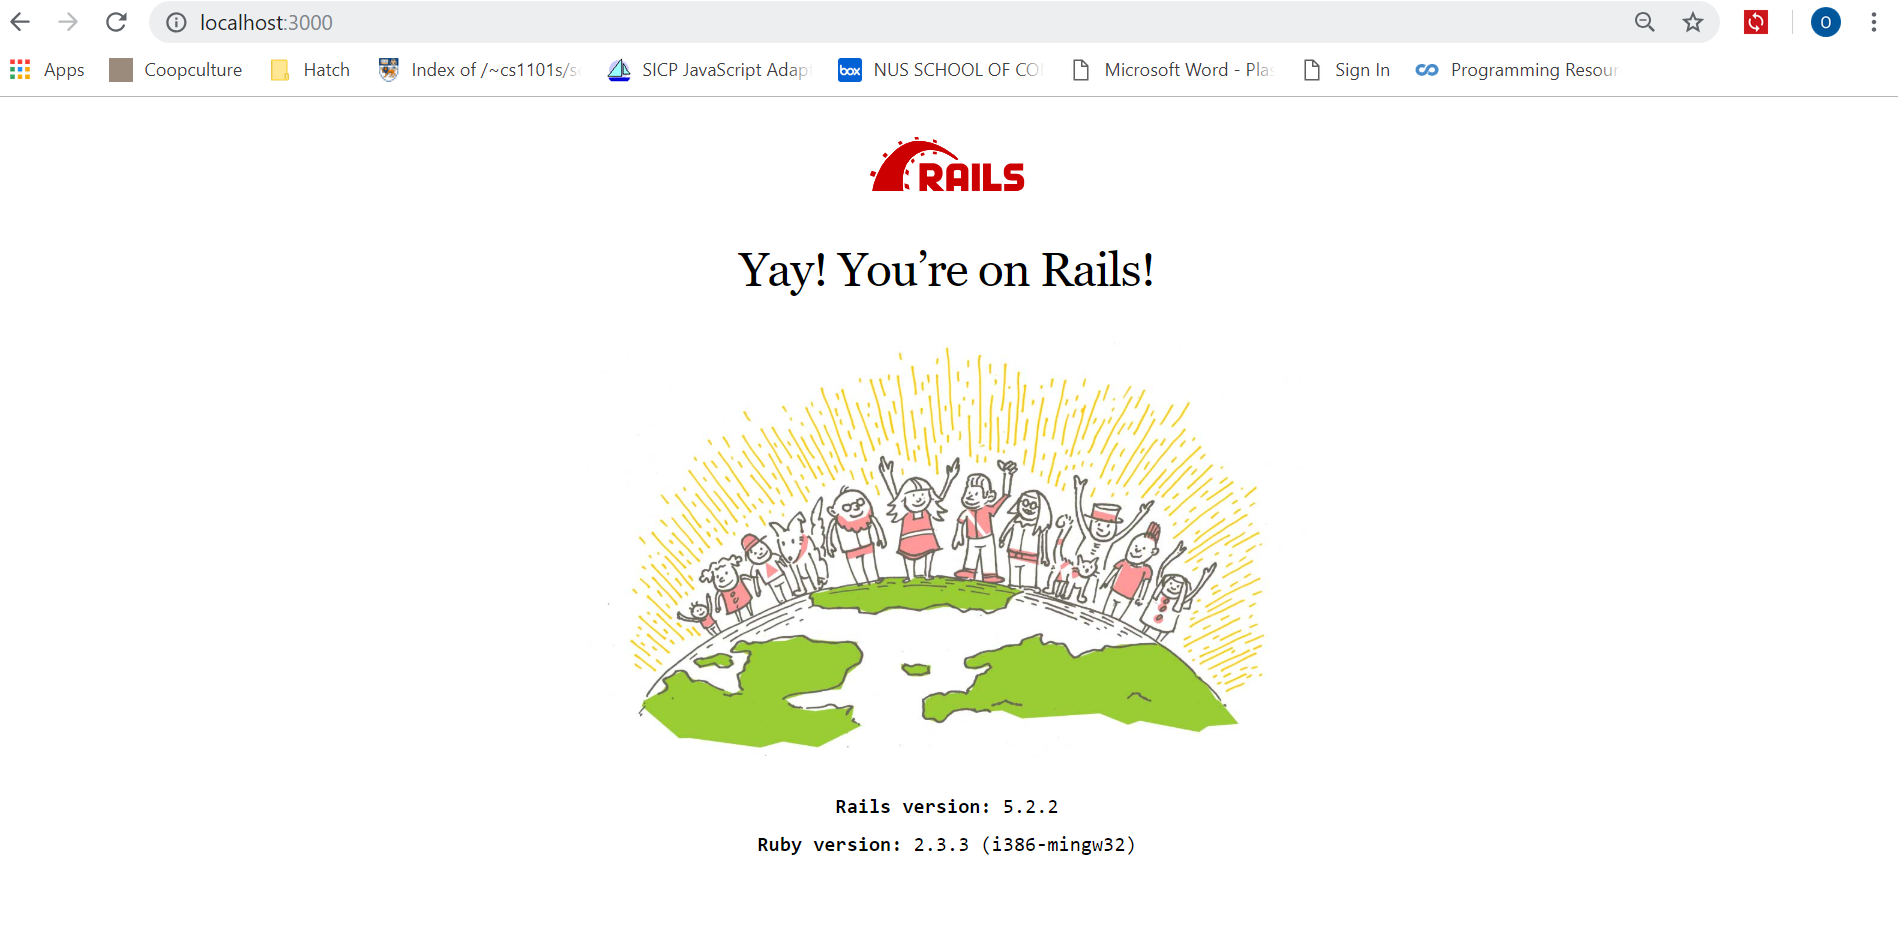 localhost:3000
O
Apps Coopculture Hatch Index of /~cs1101s/s SICP JavaScript Adap box NUS SCHOOL OF CO Microsoft Word - Pla Sign In Programming Resour
RAILS
Yay! You’re on Rails!
Rails version: 5.2.2
Ruby version: 2.3.3 (i386-mingw32)